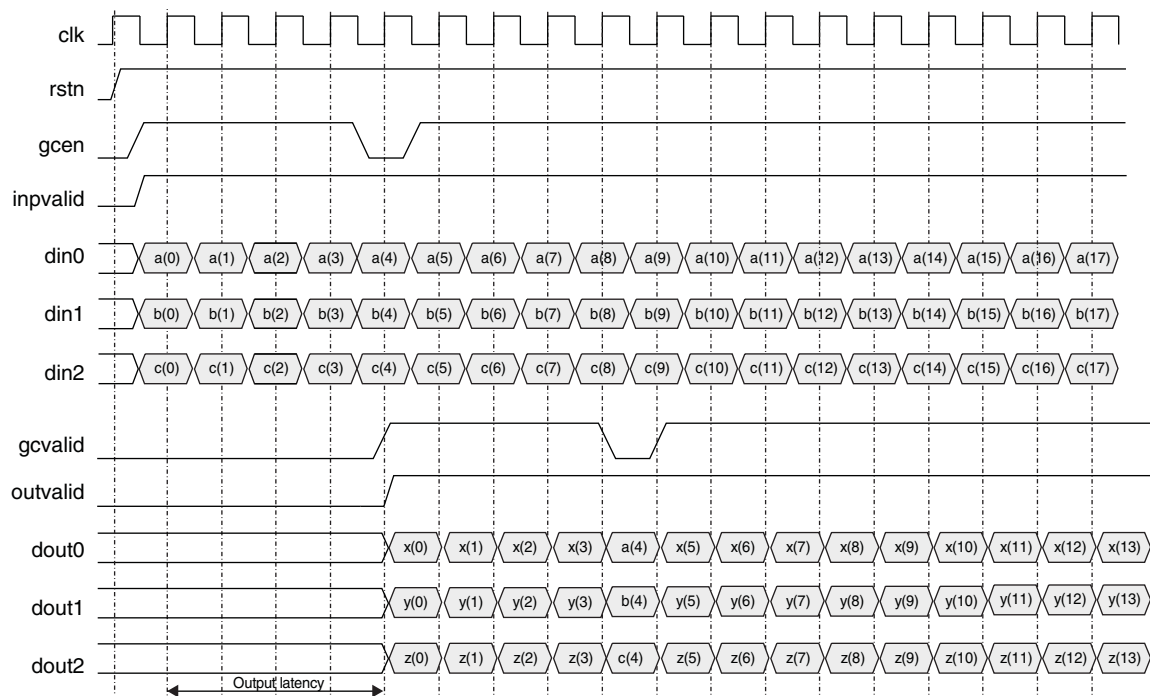 clk
rstn
gcen
inpvalid
din0 a(0) a(1) a(2) a(3) a(4) a(5) a(6) a(7) a(8) a(9) a(10) a(11) a(12) a(13) a(14) a(15) a(16) a(17)
din1 b(0) b(1) b(2) b(3) b(4) b(5) b(6) b(7) b(8) b(9) b(10) b(11) b(12) b(13) b(14) b(15) b(16) b(17)
din2 c(0) c(1) c(2) c(3) c(4) c(5) c(6) c(7) c(8) c(9) c(10) c(11) c(12) c(13) c(14) c(15) c(16) c(17)
gcvalid
outvalid
dout0 x(0) x(1) x(2) x(3) a(4) x(5) x(6) x(7) x(8) x(9) x(10) x(11) x(12) x(13)
dout1 y(0) y(1) y(2) y(3) b(4) y(5) y(6) y(7) y(8) y(9) y(10) y(11) y(12) y(13)
dout2 z(0) z(1) z(2) z(3) c(4) z(5) z(6) z(7) z(8) z(9) z(10) z(11) z(12) z(13)
Output latency